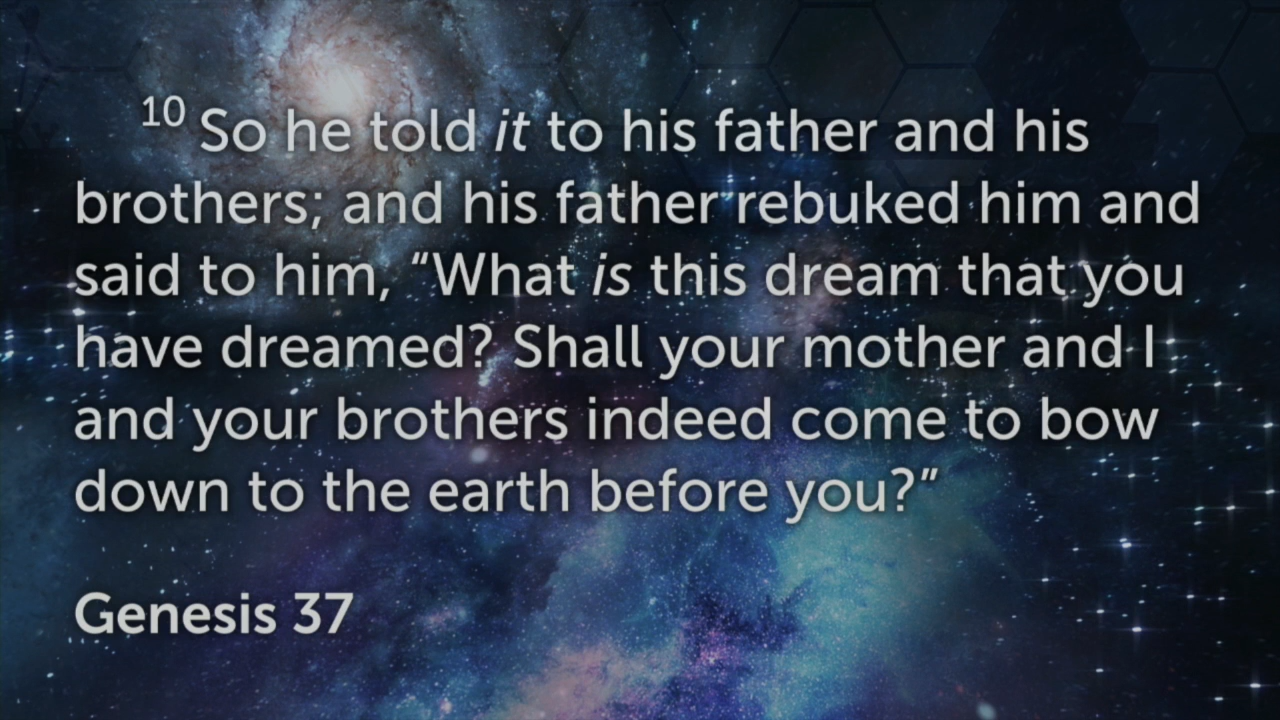 10 So he told it to his father and his
brothers; and his father rebuked him and
said to him, “What is this dream that you
have dreamed? Shall your mother and I
and your brothers indeed come to bow
down to the earth before you?”
Genesis 37